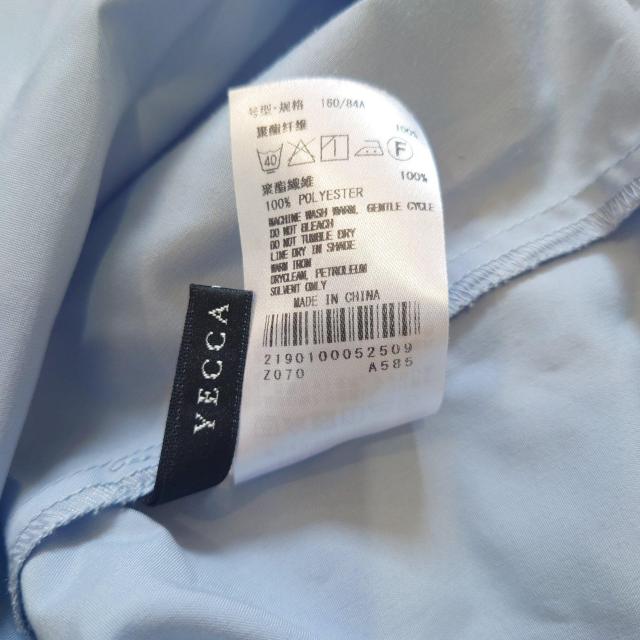 号型·规格 160/84A
聚酯纤维 100%
40 F
聚酯纖維 100%
100% POLYESTER
MACHINE WASH WARM, GENTLE CYCLE
DO NOT BLEACH
DO NOT TUMBLE DRY
LINE DRY IN SHADE
WARM IRON
DRYCLEAN, PETROLEUM
SOLVENT ONLY
MADE IN CHINA
2190100052509
Z070 A585
YECCA